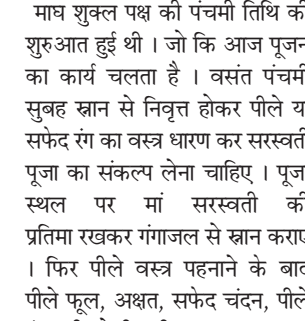 माघ शुक्ल पक्ष की पंचमी तिथि की
शुरुआत हुई थी । जो कि आज पूजन
का कार्य चलता है । वसंत पंचमी
सुबह स्नान से निवृत्त होकर पीले य
सफेद रंग का वस्त्र धारण कर सरस्वती
पूजा का संकल्प लेना चाहिए । पूज
स्थल पर मां सरस्वती की
प्रतिमा रखकर गंगाजल से स्नान कराए
। फिर पीले वस्त्र पहनाने के बाद
पीले फूल, अक्षत, सफेद चंदन, पीले